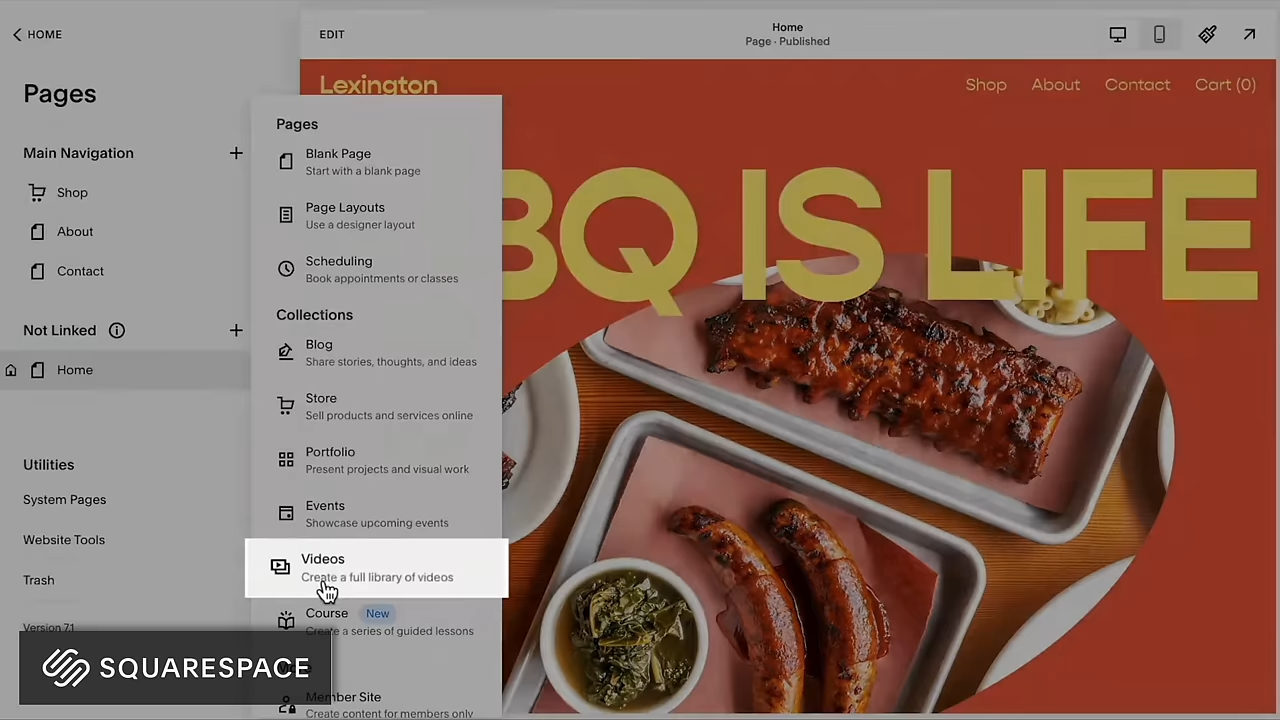 HOME
Pages
Main Navigation
Shop
About
Contact
Not Linked
Home
Utilities
System Pages
Website Tools
Trash
Version 7.1
SQUARESPACE
Pages
Blank Page
Start with a blank page
Page Layouts
Use a designer layout
Scheduling
Book appointments or classes
Collections
Blog
Share stories, thoughts, and ideas
Store
Sell products and services online
Portfolio
Present projects and visual work
Events
Showcase upcoming events
Videos
Create a full library of videos
Course New
Create a series of guided lessons
Member Site
Create content for members only
EDIT
Home
Page · Published
Lexington
Shop About Contact Cart (0)
BQ IS LIFE